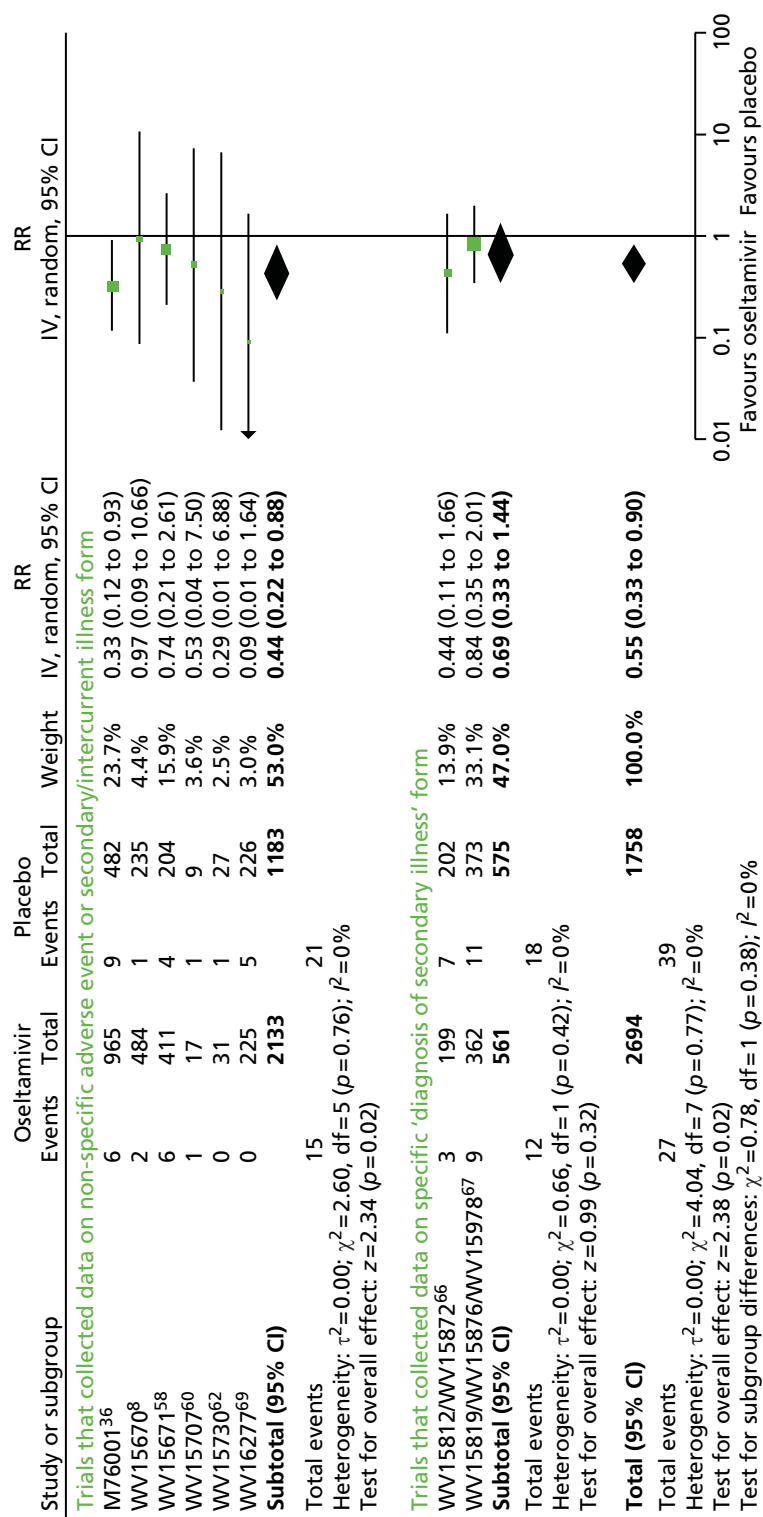 Oseltamivir Placebo RR RR
Study or subgroup Events Total Events Total Weight IV, random, 95% CI IV, random, 95% CI
Trials that collected data on non-specific adverse event or secondary/intercurrent illness form
M76001³⁶ 6 965 9 482 23.7% 0.33 (0.12 to 0.93)
WV15670⁸ 2 484 1 235 4.4% 0.97 (0.09 to 10.66)
WV15671⁵⁸ 6 411 4 204 15.9% 0.74 (0.21 to 2.61)
WV15707⁶⁰ 1 17 1 9 3.6% 0.53 (0.04 to 7.50)
WV15730⁶² 0 31 1 27 2.5% 0.29 (0.01 to 6.88)
WV16277⁶⁹ 0 225 5 226 3.0% 0.09 (0.01 to 1.64)
Subtotal (95% CI) 2133 1183 53.0% 0.44 (0.22 to 0.88)
Total events 15 21
Heterogeneity: τ²=0.00; χ²=2.60, df=5 (p=0.76); I²=0%
Test for overall effect: z=2.34 (p=0.02)
Trials that collected data on specific 'diagnosis of secondary illness' form
WV15812/WV15872⁶⁶ 3 199 7 202 13.9% 0.44 (0.11 to 1.66)
WV15819/WV15876/WV15978⁶⁷ 9 362 11 373 33.1% 0.84 (0.35 to 2.01)
Subtotal (95% CI) 561 575 47.0% 0.69 (0.33 to 1.44)
Total events 12 18
Heterogeneity: τ²=0.00; χ²=0.66, df=1 (p=0.42); I²=0%
Test for overall effect: z=0.99 (p=0.32)
Total (95% CI) 2694 1758 100.0% 0.55 (0.33 to 0.90)
Total events 27 39
Heterogeneity: τ²=0.00; χ²=4.04, df=7 (p=0.77); I²=0%
Test for overall effect: z=2.38 (p=0.02)
Test for subgroup differences: χ²=0.78, df=1 (p=0.38); I²=0%
0.01 0.1 1 10 100
Favours oseltamivir Favours placebo